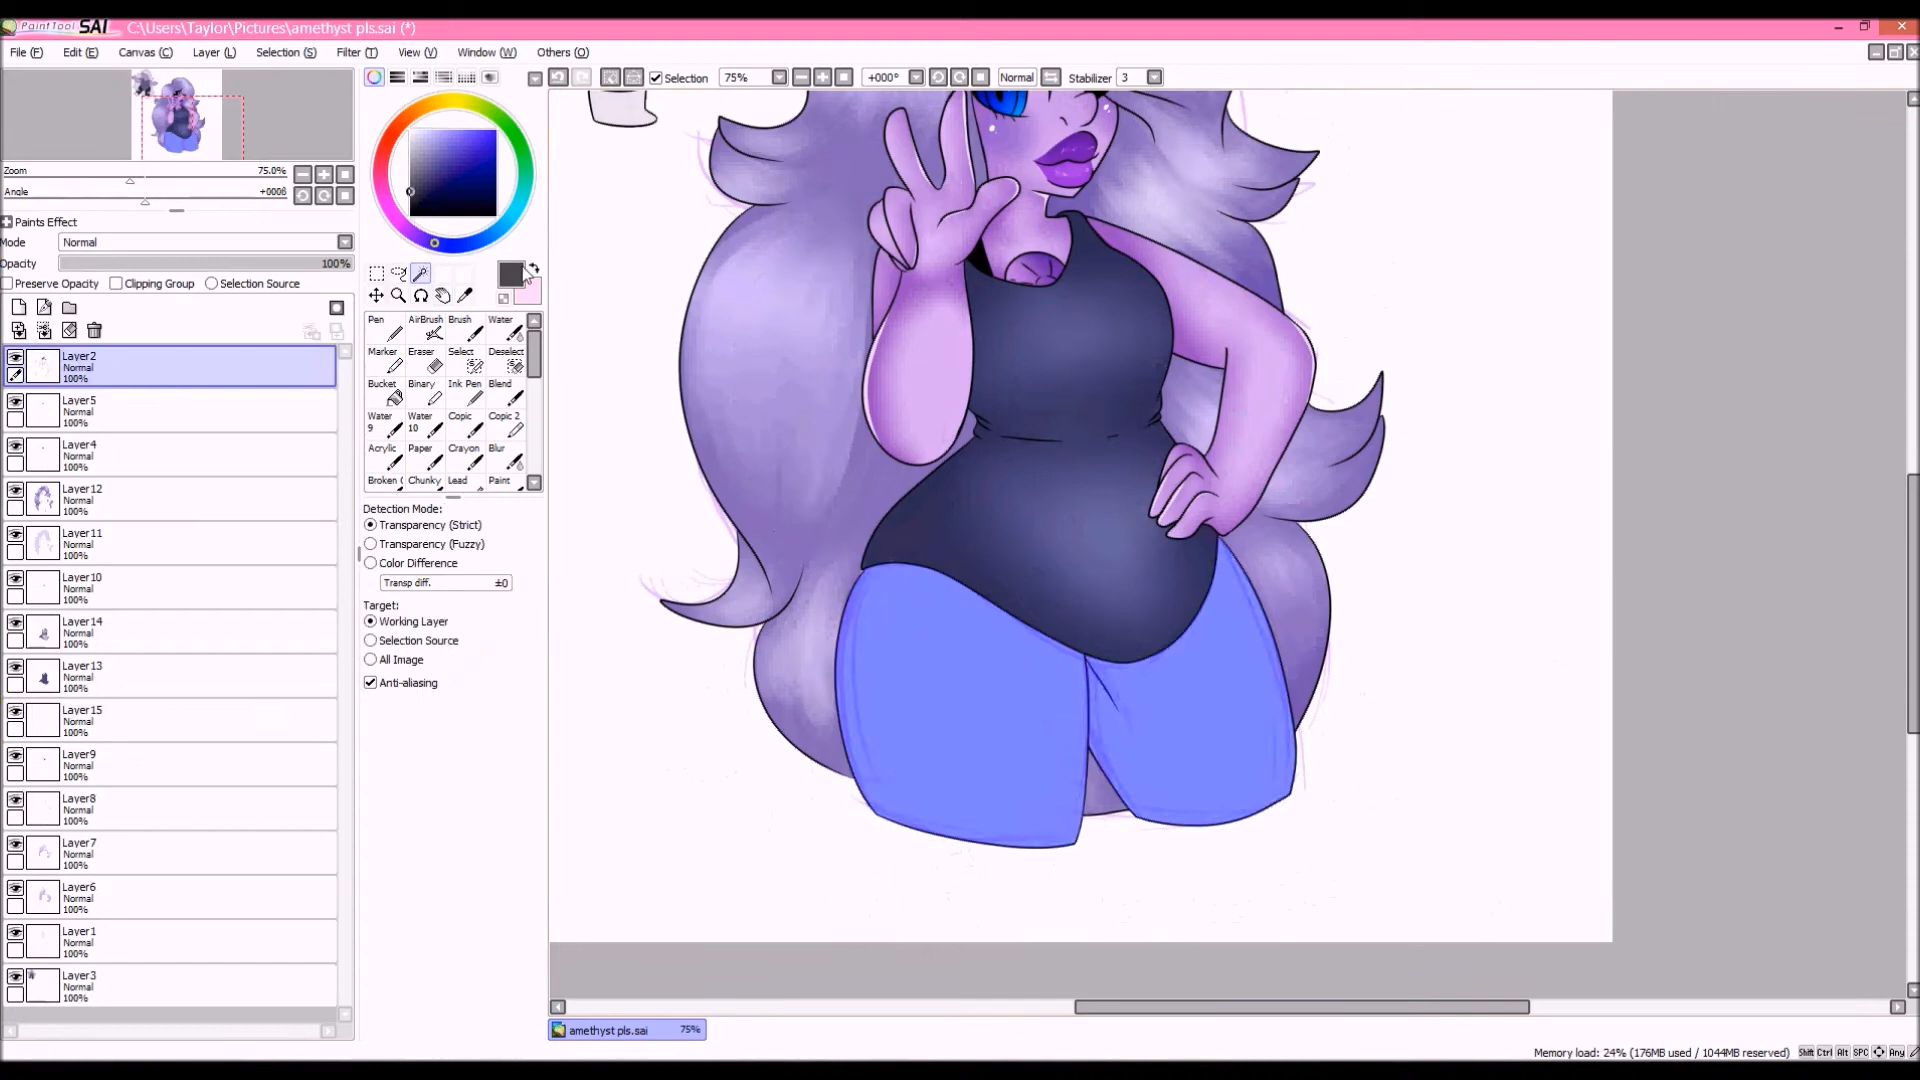 PaintTool SAI C:\Users\Taylor\Pictures\amethyst pls.sai (*)
File (F) Edit (E) Canvas (C) Layer (L) Selection (S) Filter (T) View (V) Window (W) Others (O)
Selection 75% +000° Normal Stabilizer 3
Zoom 75.0%
Angle +000δ
Paints Effect
Mode Normal
Opacity 100%
Preserve Opacity Clipping Group Selection Source
Layer2
Normal
100%
Layer5
Normal
100%
Layer4
Normal
100%
Layer12
Normal
100%
Layer11
Normal
100%
Layer10
Normal
100%
Layer14
Normal
100%
Layer13
Normal
100%
Layer15
Normal
100%
Layer9
Normal
100%
Layer8
Normal
100%
Layer7
Normal
100%
Layer6
Normal
100%
Layer1
Normal
100%
Layer3
Normal
100%
Pen AirBrush Brush Water
Marker Eraser Select Deselect
Bucket Binary Ink Pen Blend
Water 9 Water 10 Copic Copic 2
Acrylic Paper Crayon Blur
Broken ( Chunky Lead Paint
Detection Mode:
Transparency (Strict)
Transparency (Fuzzy)
Color Difference
Transp diff. ±0
Target:
Working Layer
Selection Source
All Image
Anti-aliasing
amethyst pls.sai 75%
Memory load: 24% (176MB used / 1044MB reserved) Shift Ctrl Alt SPC Any